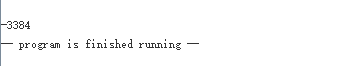 -3384
-- program is finished running --